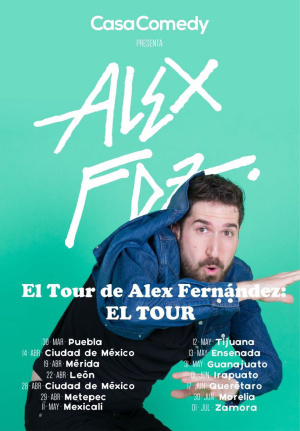 CasaComedy
PRESENTA
ALEX
FDZ.
El Tour de Alex Fernández:
EL TOUR
30 · MAR · Puebla
14 · ABR · Ciudad de México
19 · ABR · Mérida
22 · ABR · León
28 · ABR · Ciudad de México
29 · ABR · Metepec
11 · MAY · Mexicali
12 · MAY · Tijuana
13 · MAY · Ensenada
MAY · Guanajuato
JUN · Irapuato
JUN · Querétaro
30 · JUN · Morelia
01 · JUL · Zamora